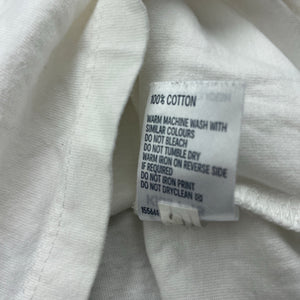 100% COTTON
WARM MACHINE WASH WITH
SIMILAR COLOURS
DO NOT BLEACH
DO NOT TUMBLE DRY
WARM IRON ON REVERSE SIDE
IF REQUIRED
DO NOT IRON PRINT
DO NOT DRYCLEAN